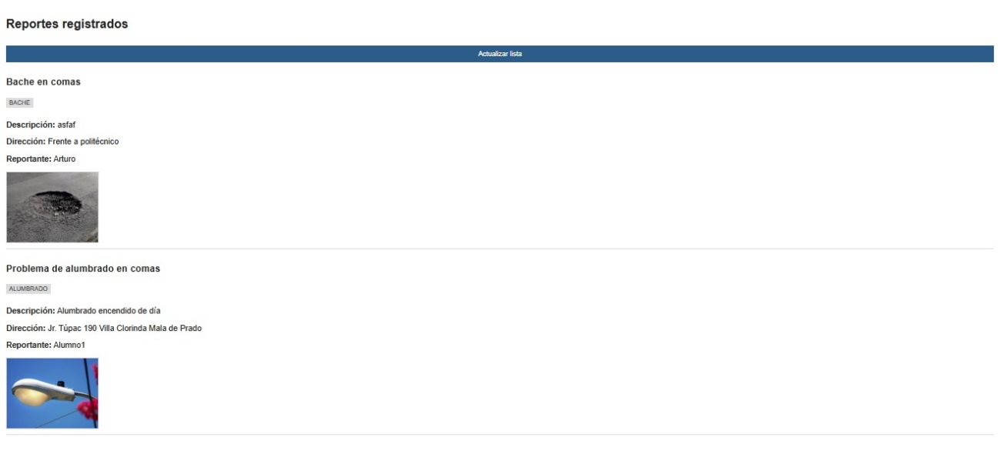 Reportes registrados
Actualizar lista
Bache en comas
BACHE
Descripción: asfaf
Dirección: Frente a politécnico
Reportante: Arturo
Problema de alumbrado en comas
ALUMBRADO
Descripción: Alumbrado encendido de día
Dirección: Jr. Túpac 190 Villa Clorinda Mala de Prado
Reportante: Alumno1